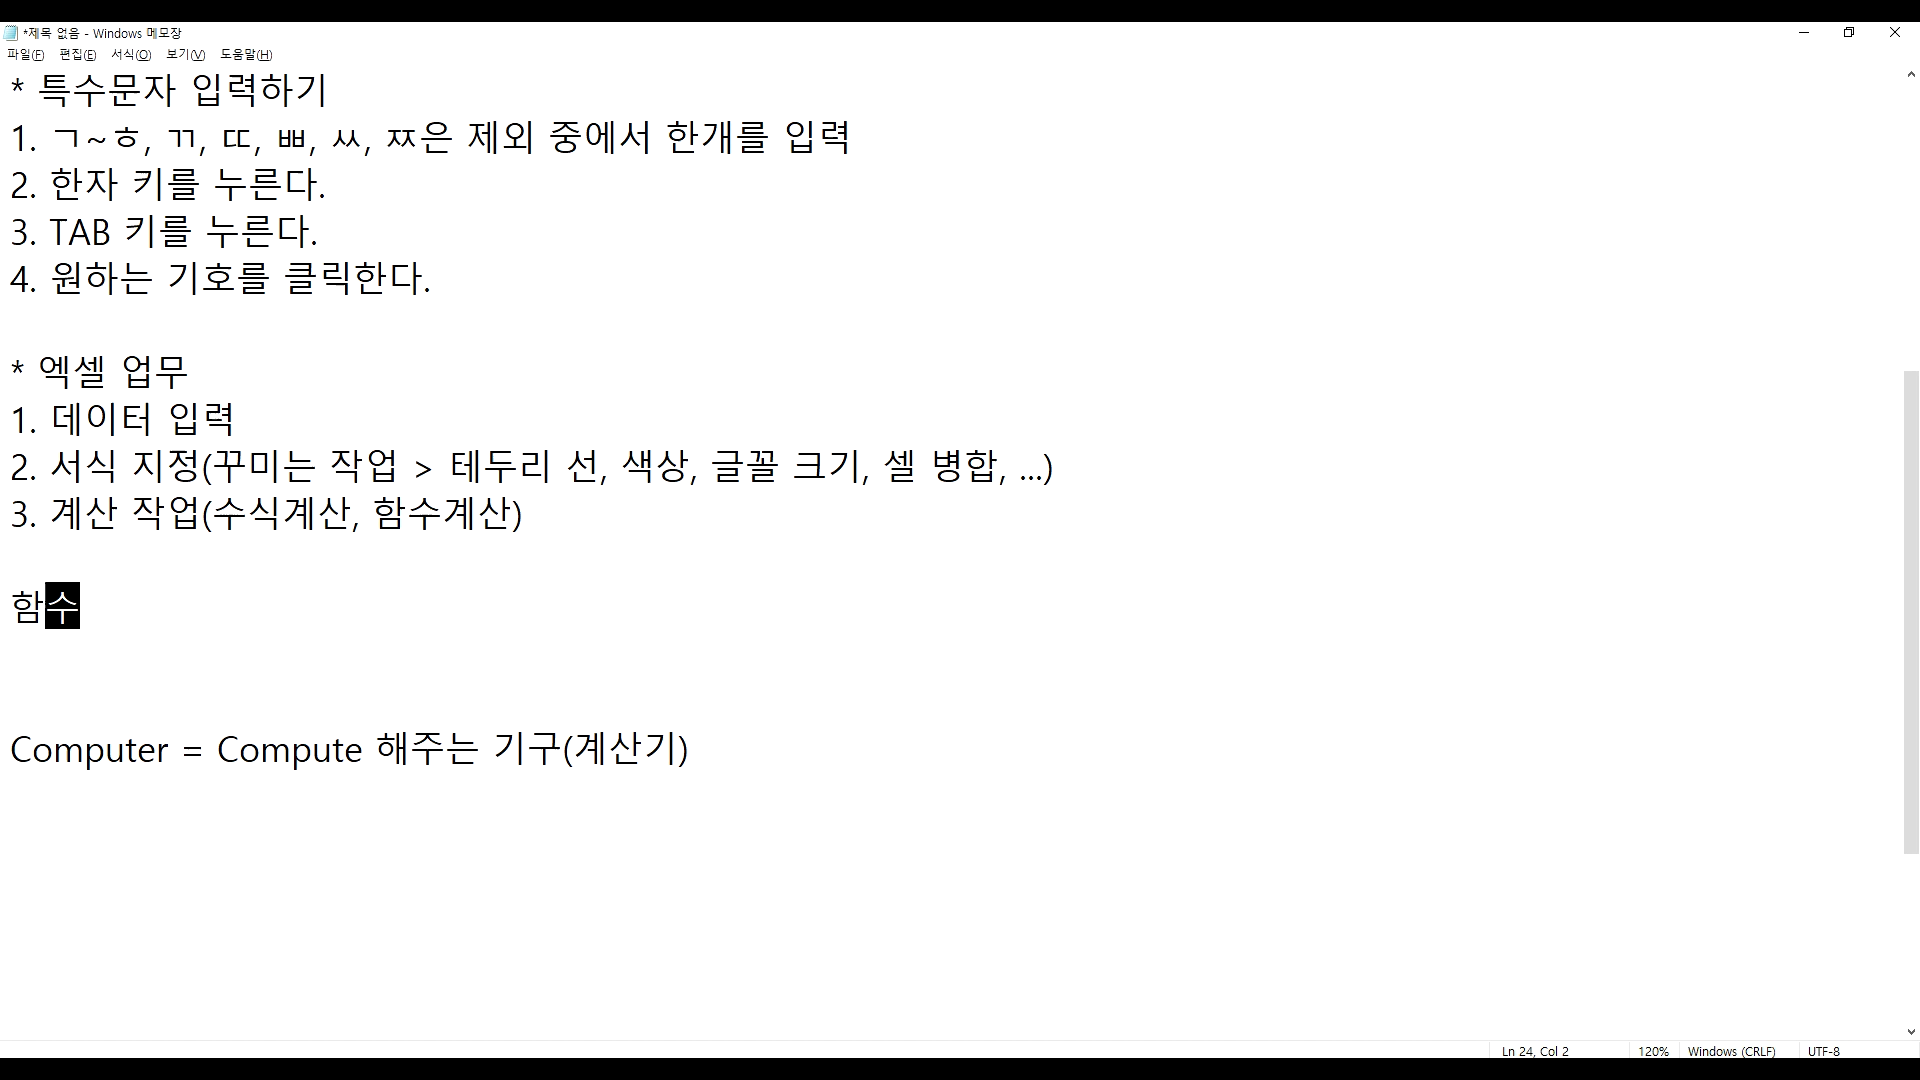 *제목 없음 - Windows 메모장
파일(F) 편집(E) 서식(O) 보기(V) 도움말(H)
* 특수문자 입력하기
1. ㄱ~ㅎ, ㄲ, ㄸ, ㅃ, ㅆ, ㅉ은 제외 중에서 한개를 입력
2. 한자 키를 누른다.
3. TAB 키를 누른다.
4. 원하는 기호를 클릭한다.
* 엑셀 업무
1. 데이터 입력
2. 서식 지정(꾸미는 작업 > 테두리 선, 색상, 글꼴 크기, 셀 병합, ...)
3. 계산 작업(수식계산, 함수계산)
함수
Computer = Compute 해주는 기구(계산기)
Ln 24, Col 2 120% Windows (CRLF) UTF-8